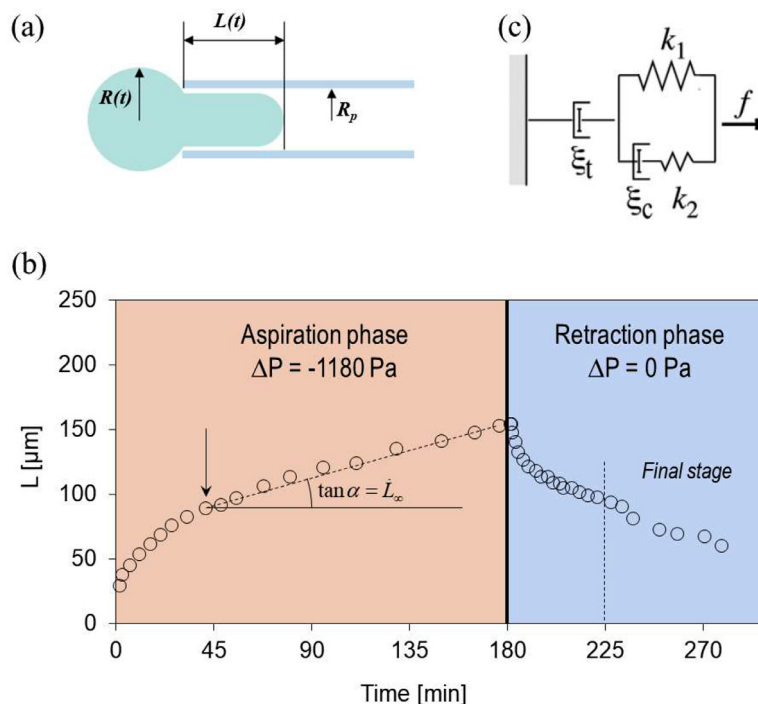 (a)
L(t)
R(t)
R_p
(c)
k_1
f
ξ_t
ξ_c
k_2
(b)
250
200
150
100
50
0
L [µm]
Aspiration phase
ΔP = -1180 Pa
Retraction phase
ΔP = 0 Pa
Final stage
tan α = L̇_∞
0 45 90 135 180 225 270
Time [min]